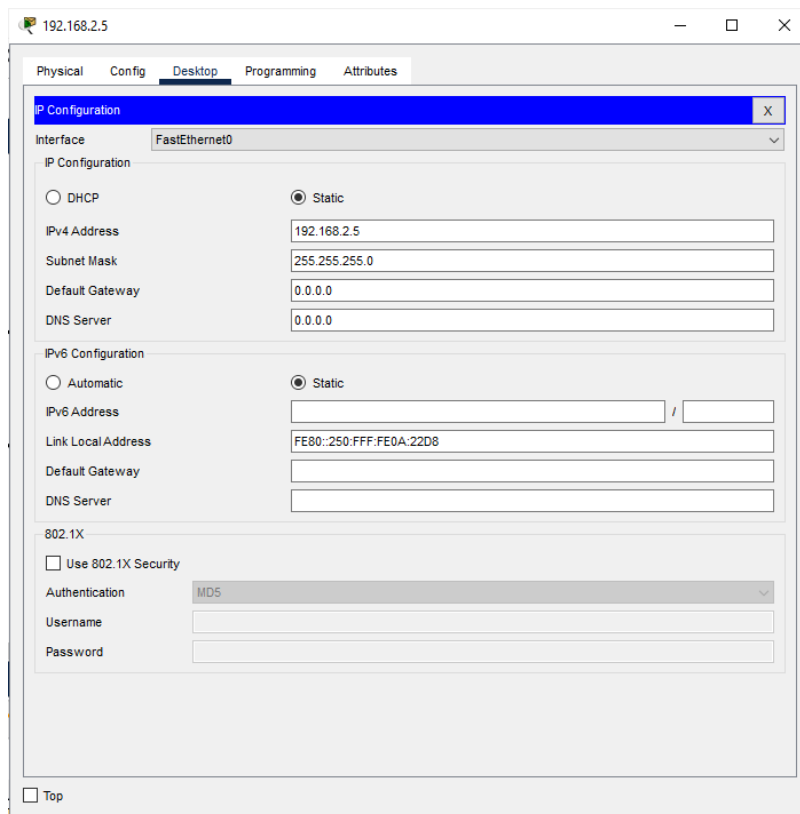 192.168.2.5
Physical Config Desktop Programming Attributes
IP Configuration X
Interface FastEthernet0
IP Configuration
DHCP Static
IPv4 Address 192.168.2.5
Subnet Mask 255.255.255.0
Default Gateway 0.0.0.0
DNS Server 0.0.0.0
IPv6 Configuration
Automatic Static
IPv6 Address /
Link Local Address FE80::250:FFF:FE0A:22D8
Default Gateway
DNS Server
802.1X
Use 802.1X Security
Authentication MD5
Username
Password
Top